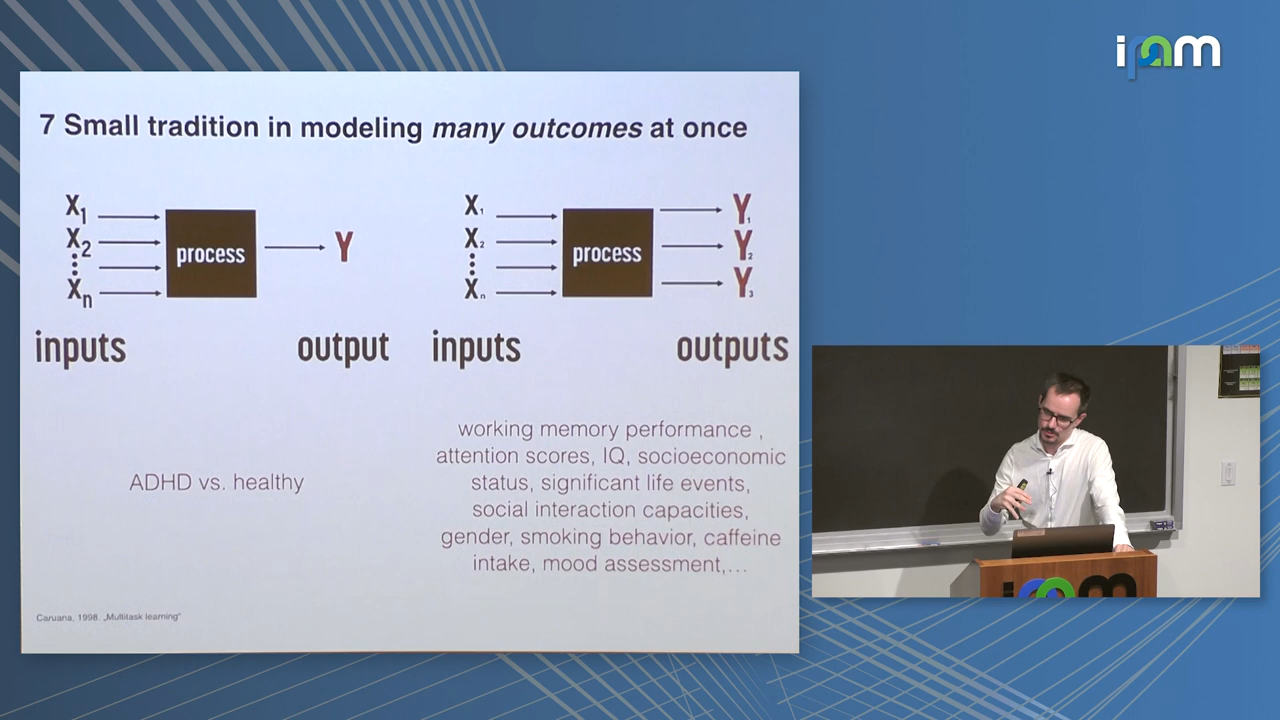 ipam
7 Small tradition in modeling many outcomes at once
X1
X2
Xn
process
Y
inputs
output
X1
X2
Xn
process
Y1
Y2
Y3
inputs
outputs
ADHD vs. healthy
working memory performance ,
attention scores, IQ, socioeconomic
status, significant life events,
social interaction capacities,
gender, smoking behavior, caffeine
intake, mood assessment,...
Caruana, 1998. „Multitask learning"
ipam